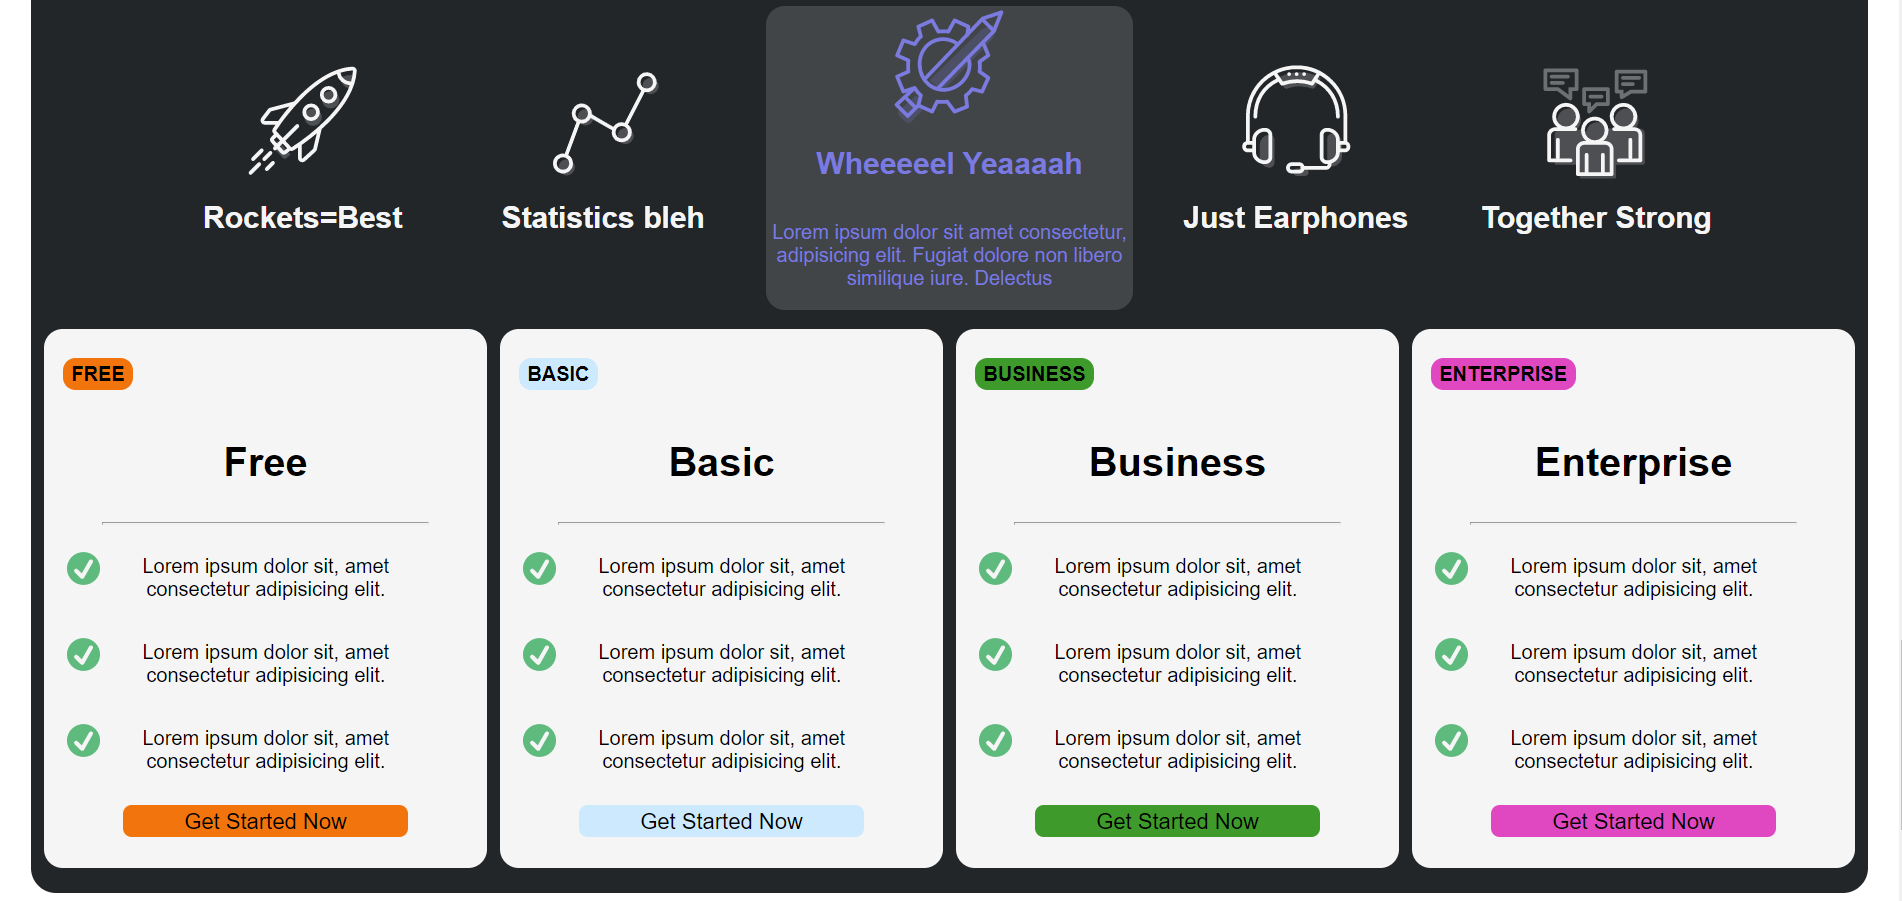 Wheeeeel Yeaaaah
Rockets=Best
Statistics bleh
Just Earphones
Together Strong
Lorem ipsum dolor sit amet consectetur,
adipisicing elit. Fugiat dolore non libero
similique iure. Delectus
FREE
Free
Lorem ipsum dolor sit, amet
consectetur adipisicing elit.
Lorem ipsum dolor sit, amet
consectetur adipisicing elit.
Lorem ipsum dolor sit, amet
consectetur adipisicing elit.
Get Started Now
BASIC
Basic
Lorem ipsum dolor sit, amet
consectetur adipisicing elit.
Lorem ipsum dolor sit, amet
consectetur adipisicing elit.
Lorem ipsum dolor sit, amet
consectetur adipisicing elit.
Get Started Now
BUSINESS
Business
Lorem ipsum dolor sit, amet
consectetur adipisicing elit.
Lorem ipsum dolor sit, amet
consectetur adipisicing elit.
Lorem ipsum dolor sit, amet
consectetur adipisicing elit.
Get Started Now
ENTERPRISE
Enterprise
Lorem ipsum dolor sit, amet
consectetur adipisicing elit.
Lorem ipsum dolor sit, amet
consectetur adipisicing elit.
Lorem ipsum dolor sit, amet
consectetur adipisicing elit.
Get Started Now